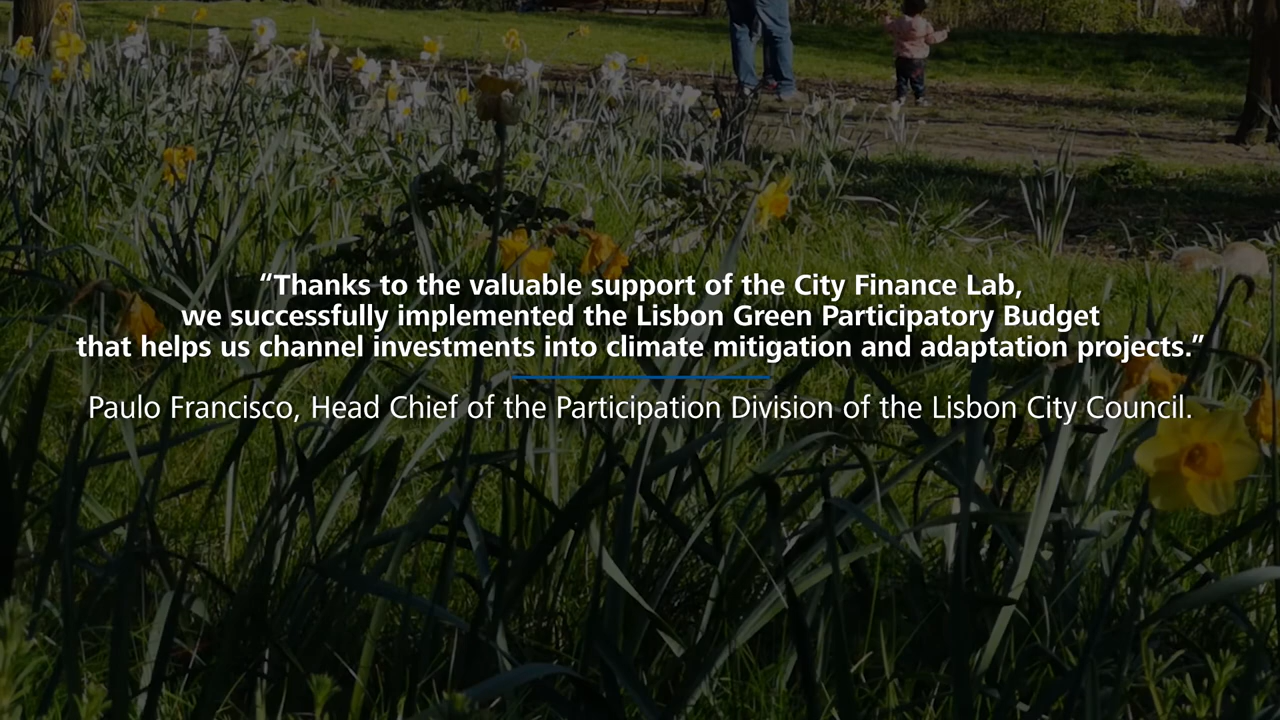 “Thanks to the valuable support of the City Finance Lab,
we successfully implemented the Lisbon Green Participatory Budget
that helps us channel investments into climate mitigation and adaptation projects.”
Paulo Francisco, Head Chief of the Participation Division of the Lisbon City Council.